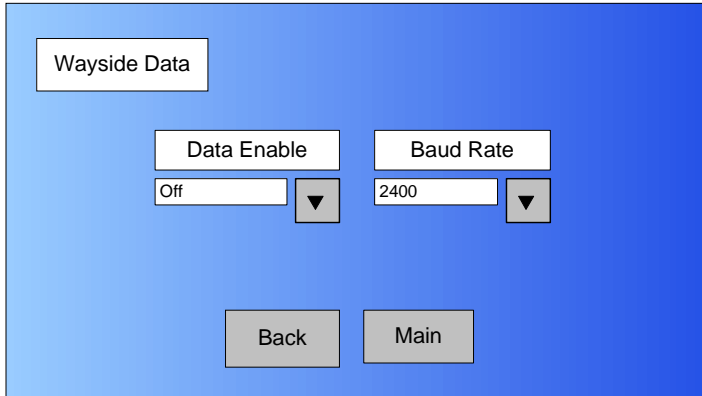 Wayside Data
Data Enable
Baud Rate
Off
2400
Back
Main